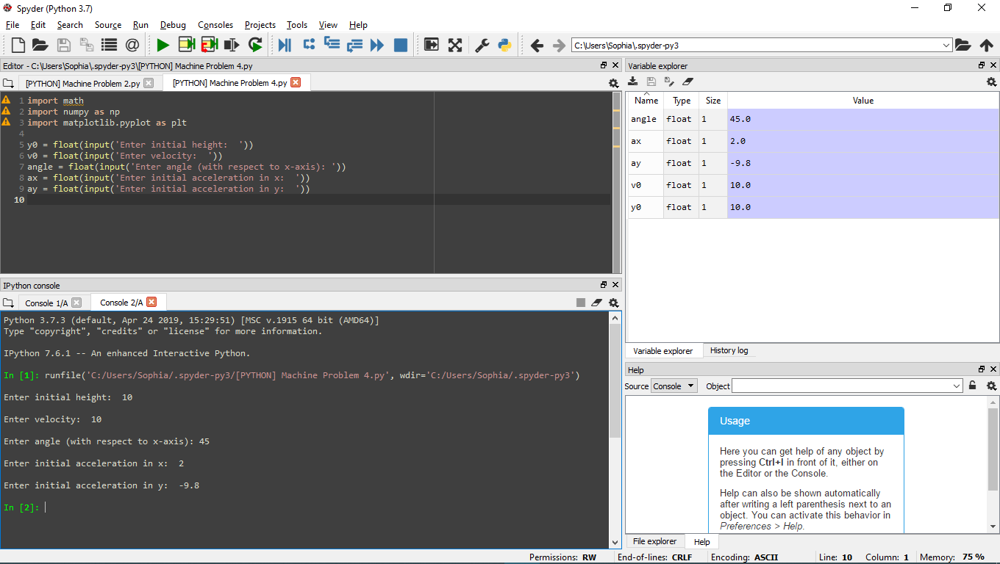 Spyder (Python 3.7)
File Edit Search Source Run Debug Consoles Projects Tools View Help
C:\Users\Sophia\.spyder-py3
Editor - C:\Users\Sophia\.spyder-py3\[PYTHON] Machine Problem 4.py
[PYTHON] Machine Problem 2.py [PYTHON] Machine Problem 4.py
1 import math
2 import numpy as np
3 import matplotlib.pyplot as plt
4
5 y0 = float(input('Enter initial height:  '))
6 v0 = float(input('Enter velocity:  '))
7 angle = float(input('Enter angle (with respect to x-axis): '))
8 ax = float(input('Enter initial acceleration in x:  '))
9 ay = float(input('Enter initial acceleration in y:  '))
10
IPython console
Console 1/A Console 2/A
Python 3.7.3 (default, Apr 24 2019, 15:29:51) [MSC v.1915 64 bit (AMD64)]
Type "copyright", "credits" or "license" for more information.
IPython 7.6.1 -- An enhanced Interactive Python.
In [1]: runfile('C:/Users/Sophia/.spyder-py3/[PYTHON] Machine Problem 4.py', wdir='C:/Users/Sophia/.spyder-py3')
Enter initial height:  10
Enter velocity:  10
Enter angle (with respect to x-axis): 45
Enter initial acceleration in x:  2
Enter initial acceleration in y:  -9.8
In [2]:
Variable explorer
Name Type Size Value
angle float 1 45.0
ax float 1 2.0
ay float 1 -9.8
v0 float 1 10.0
y0 float 1 10.0
Variable explorer History log
Help
Source Console Object
Usage
Here you can get help of any object by
pressing Ctrl+I in front of it, either on
the Editor or the Console.
Help can also be shown automatically
after writing a left parenthesis next to an
object. You can activate this behavior in
Preferences > Help.
File explorer Help
Permissions: RW End-of-lines: CRLF Encoding: ASCII Line: 10 Column: 1 Memory: 75 %